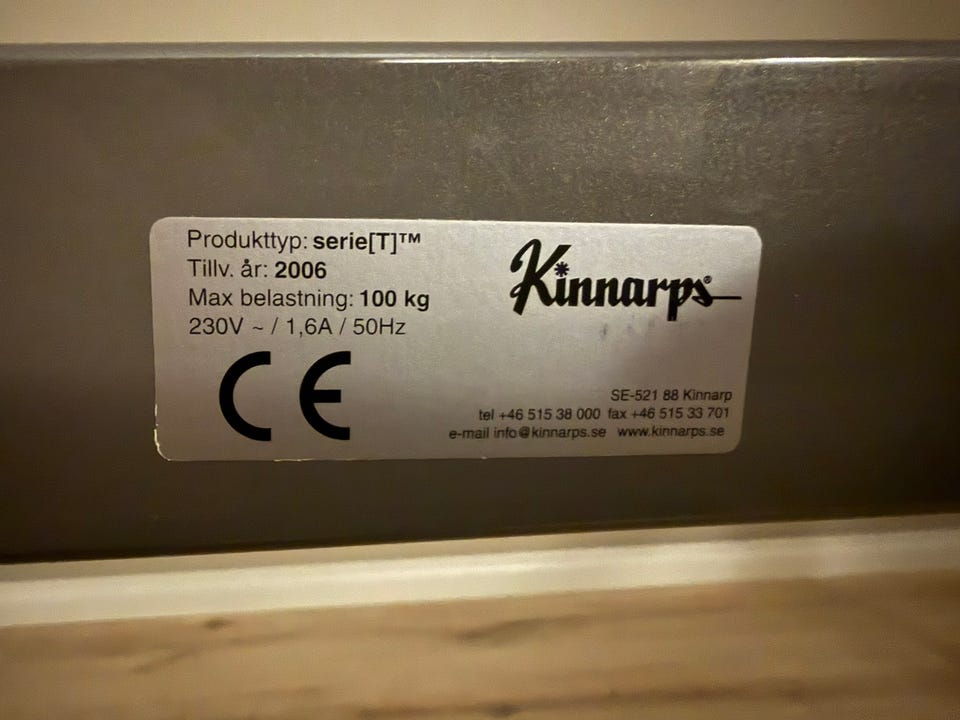 Produkttyp: serie[T]™
Tillv. år: 2006
Max belastning: 100 kg
230V ~ / 1,6A / 50Hz
CE
Kinnarps®
SE-521 88 Kinnarp
tel +46 515 38 000 fax +46 515 33 701
e-mail info@kinnarps.se www.kinnarps.se